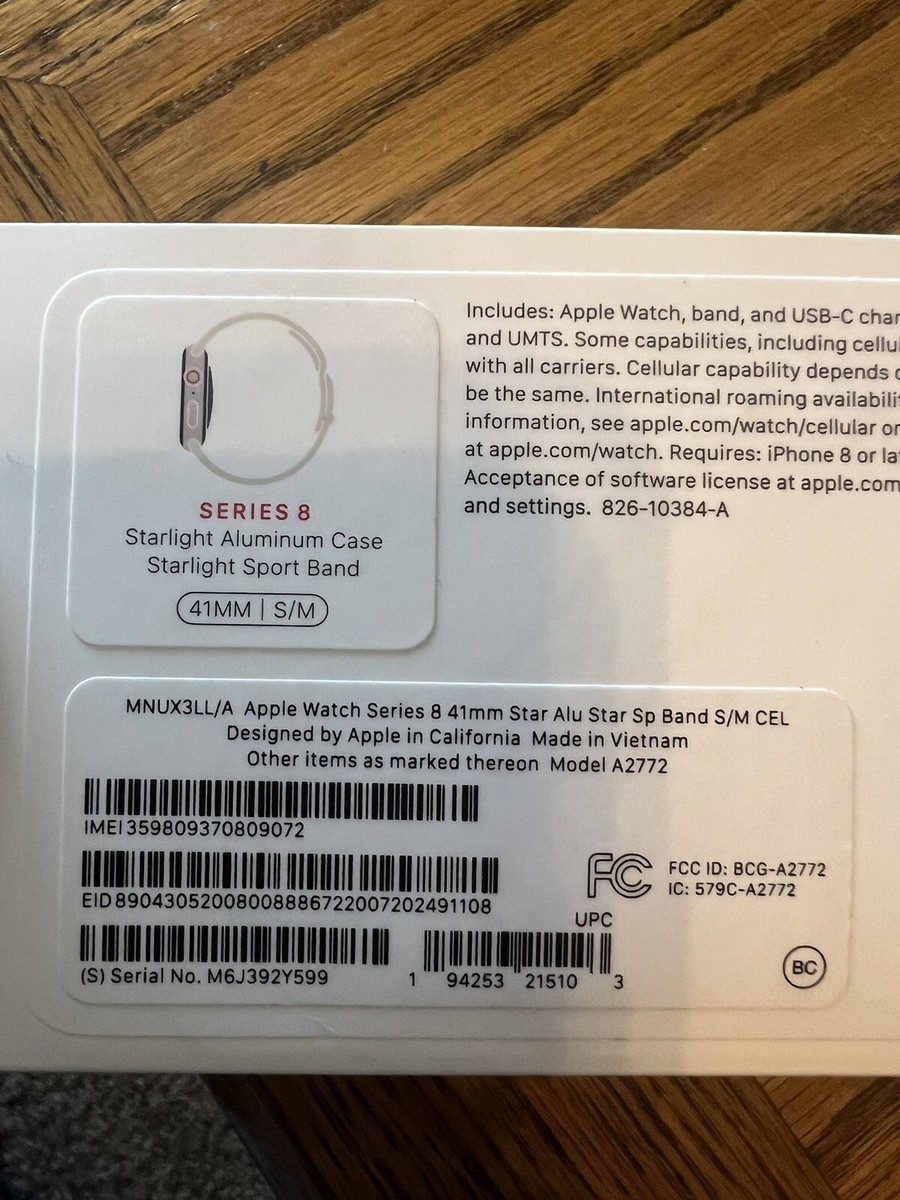 SERIES 8
Starlight Aluminum Case
Starlight Sport Band
41MM | S/M
Includes: Apple Watch, band, and USB-C
and UMTS. Some capabilities, including
with all carriers. Cellular capability depends
be the same. International roaming
information, see apple.com/watch/cellular or
at apple.com/watch. Requires: iPhone 8 or
Acceptance of software license at apple.com
and settings. 826-10384-A
MNUX3LL/A Apple Watch Series 8 41mm Star Alu Star Sp Band S/M CEL
Designed by Apple in California Made in Vietnam
Other items as marked thereon Model A2772
IMEI 359809370809072
EID 89043052008008886722007202491108
(S) Serial No. M6J392Y599
FC FCC ID: BCG-A2772
IC: 579C-A2772
UPC
1 94253 21510 3
BC